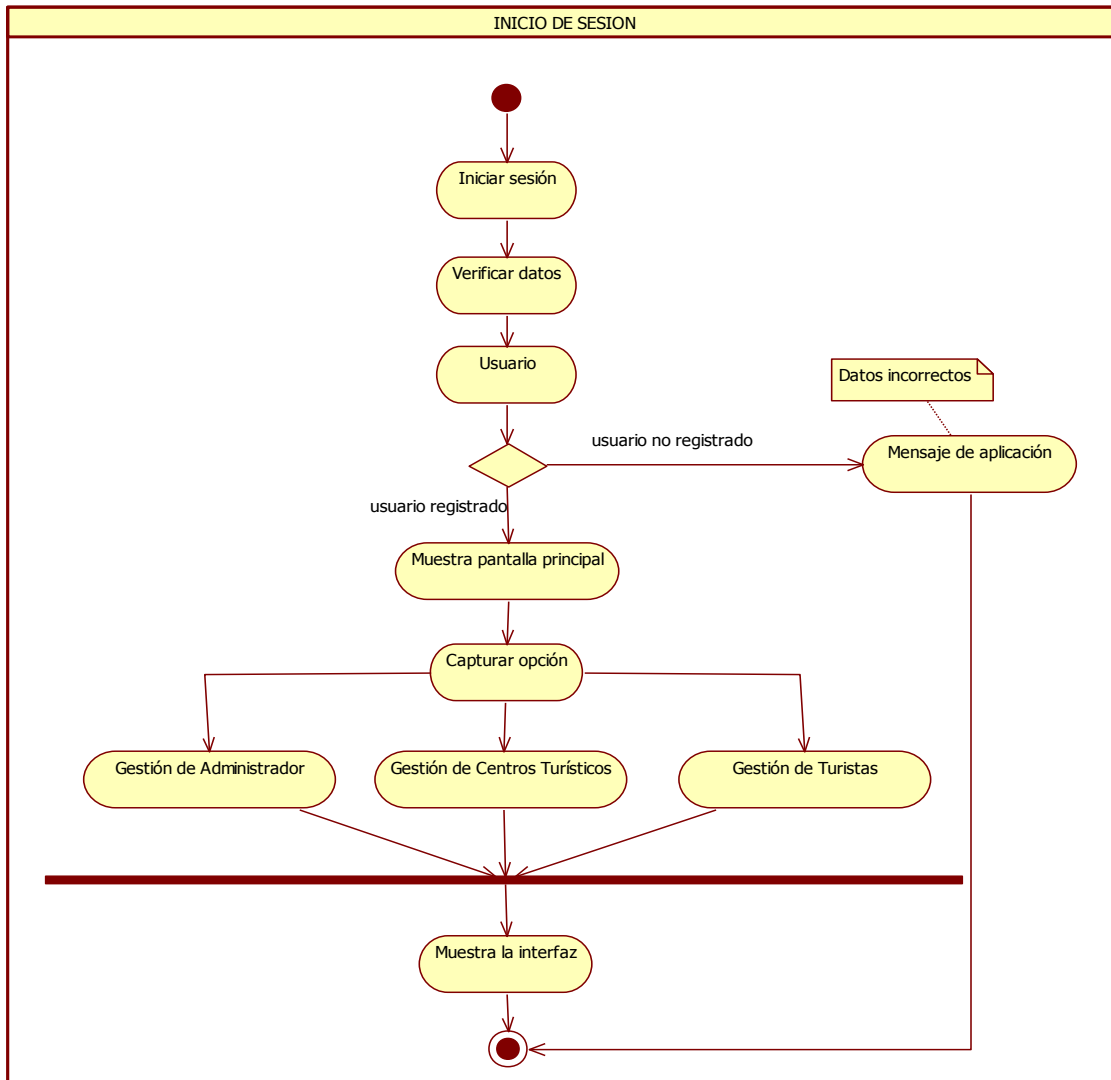 INICIO DE SESION
Iniciar sesión
Verificar datos
Usuario
Datos incorrectos
usuario no registrado
Mensaje de aplicación
usuario registrado
Muestra pantalla principal
Capturar opción
Gestión de Administrador
Gestión de Centros Turísticos
Gestión de Turistas
Muestra la interfaz